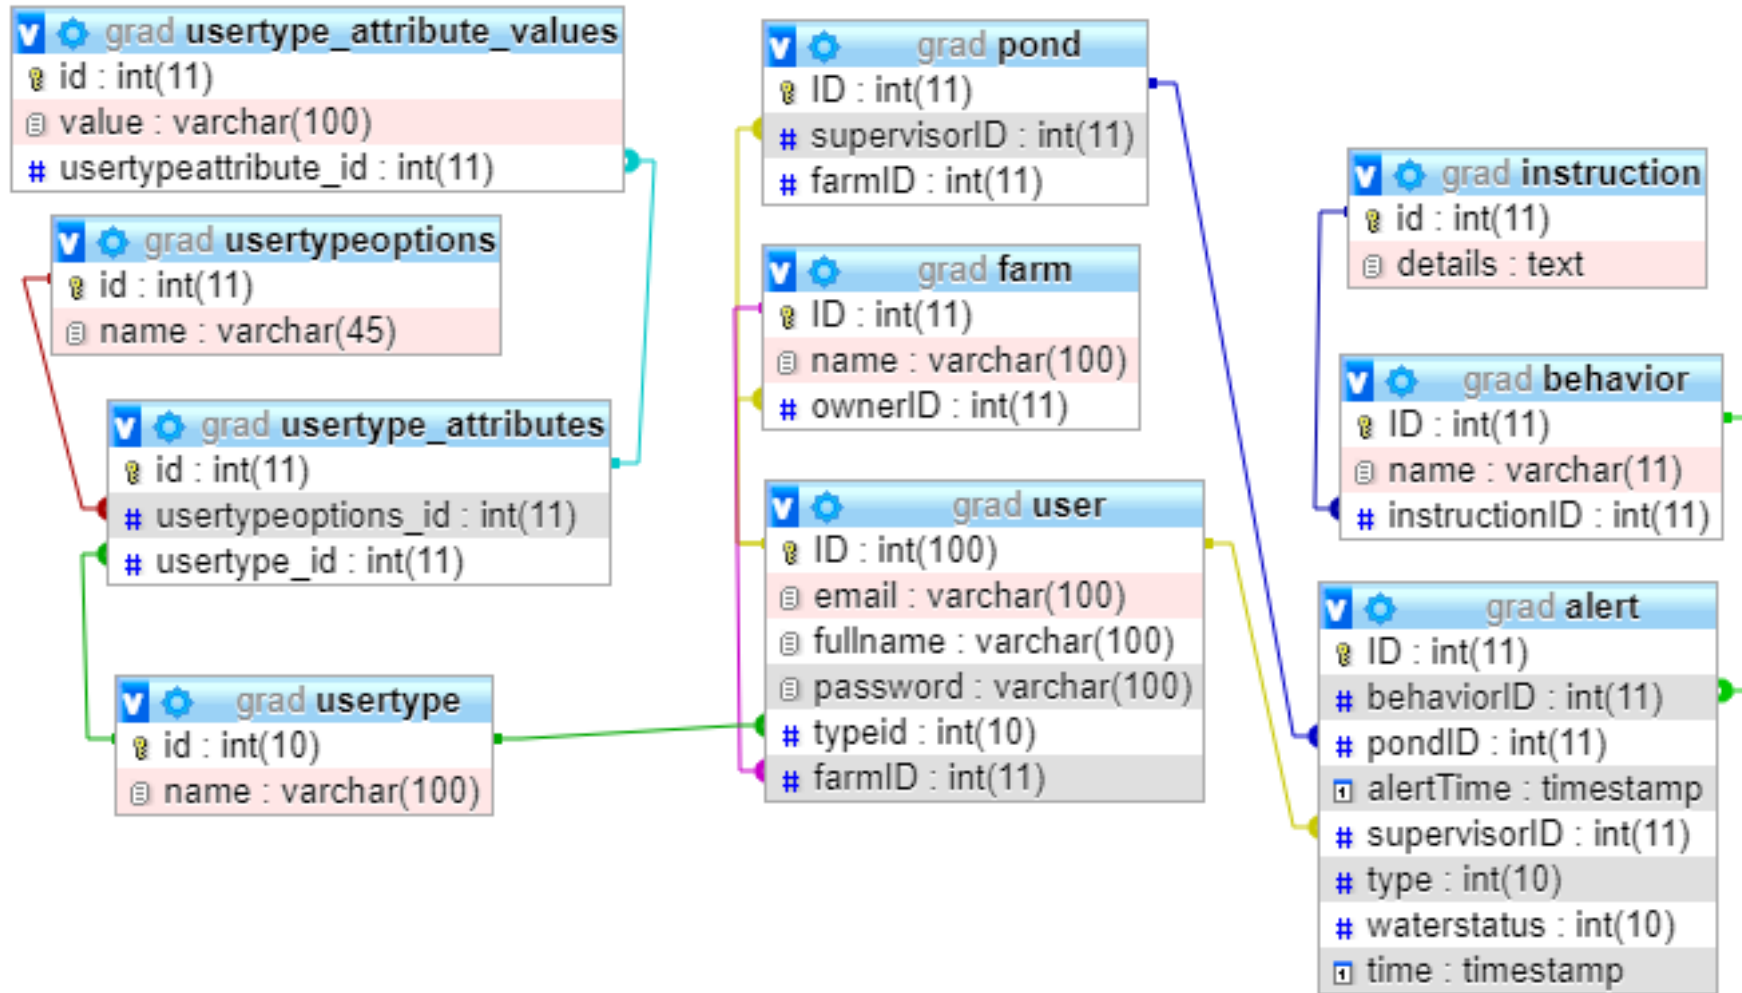 grad usertype_attribute_values
id : int(11)
value : varchar(100)
usertypeattribute_id : int(11)
grad usertypeoptions
id : int(11)
name : varchar(45)
grad usertype_attributes
id : int(11)
usertypeoptions_id : int(11)
usertype_id : int(11)
grad usertype
id : int(10)
name : varchar(100)
grad pond
ID : int(11)
supervisorID : int(11)
farmID : int(11)
grad farm
ID : int(11)
name : varchar(100)
ownerID : int(11)
grad user
ID : int(100)
email : varchar(100)
fullname : varchar(100)
password : varchar(100)
typeid : int(10)
farmID : int(11)
grad instruction
id : int(11)
details : text
grad behavior
ID : int(11)
name : varchar(11)
instructionID : int(11)
grad alert
ID : int(11)
behaviorID : int(11)
pondID : int(11)
alertTime : timestamp
supervisorID : int(11)
type : int(10)
waterstatus : int(10)
time : timestamp